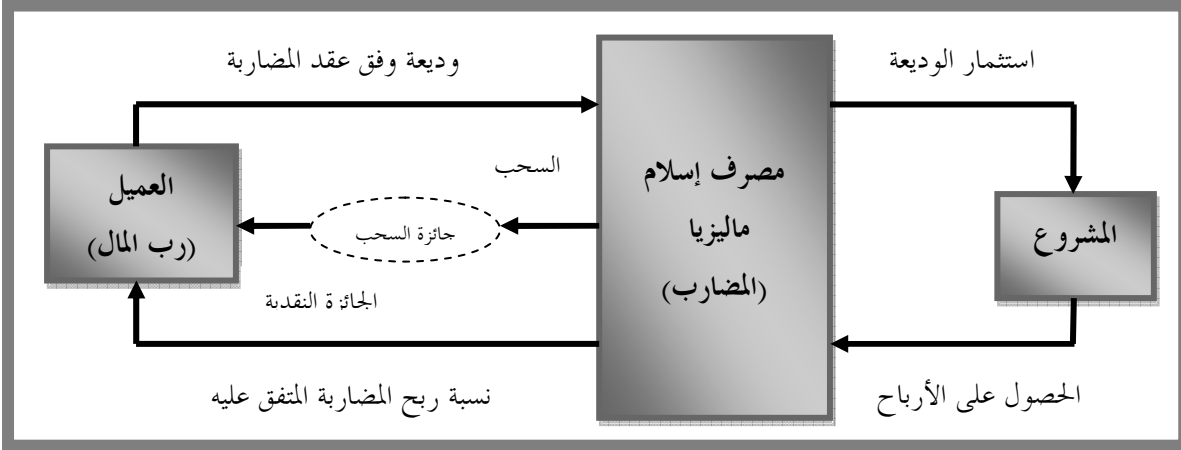 وديعة وفق عقد المضاربة
استثمار الوديعة
العميل
(رب المال)
السحب
جائزة السحب
الجائزة النقدية
نسبة ربح المضاربة المتفق عليه
مصرف إسلام
ماليزيا
(المضارب)
المشروع
الحصول على الأرباح